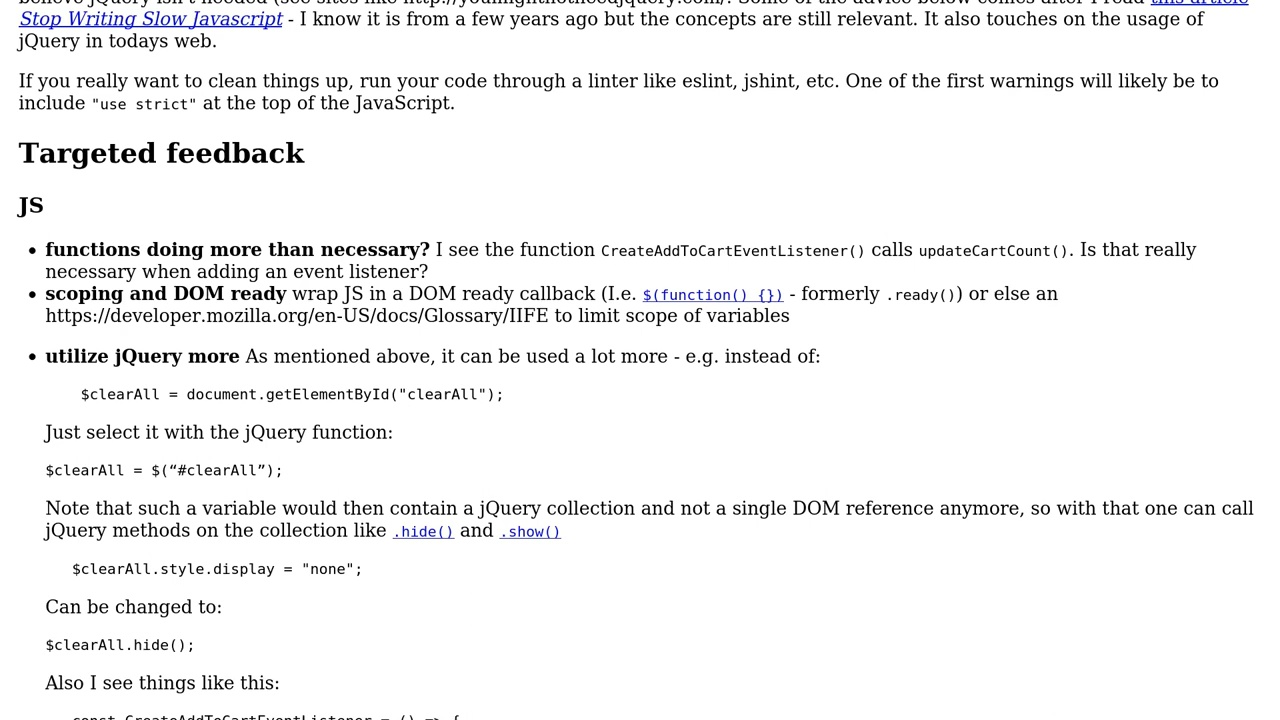 believe jQuery isn't needed (see sites like http://youmightnotneedjquery.com/. Some of the advice below comes after I read this article
Stop Writing Slow Javascript - I know it is from a few years ago but the concepts are still relevant. It also touches on the usage of
jQuery in todays web.
If you really want to clean things up, run your code through a linter like eslint, jshint, etc. One of the first warnings will likely be to
include "use strict" at the top of the JavaScript.
Targeted feedback
JS
• functions doing more than necessary? I see the function CreateAddToCartEventListener() calls updateCartCount(). Is that really
necessary when adding an event listener?
• scoping and DOM ready wrap JS in a DOM ready callback (I.e. $(function() {}) - formerly .ready()) or else an
https://developer.mozilla.org/en-US/docs/Glossary/IIFE to limit scope of variables
• utilize jQuery more As mentioned above, it can be used a lot more - e.g. instead of:
$clearAll = document.getElementById("clearAll");
Just select it with the jQuery function:
$clearAll = $(“#clearAll”);
Note that such a variable would then contain a jQuery collection and not a single DOM reference anymore, so with that one can call
jQuery methods on the collection like .hide() and .show()
$clearAll.style.display = "none";
Can be changed to:
$clearAll.hide();
Also I see things like this:
const CreateAddToCartEventListener = () => {